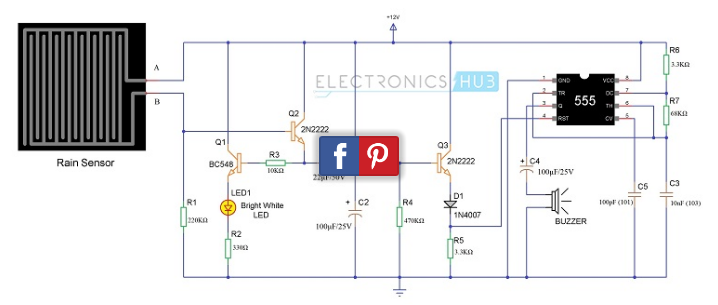 +12V
A
B
Rain Sensor
ELECTRONICS HUB
Q1
BC548
LED1
Bright White
LED
R1
220KΩ
R2
330Ω
R3
10KΩ
Q2
2N2222
22µF/50V
C2
100µF/25V
R4
470KΩ
Q3
2N2222
D1
1N4007
R5
3.3KΩ
1
2
3
4
GND
TR
Q
RST
555
VCC
DC
TH
CV
8
7
6
5
R6
3.3KΩ
R7
68KΩ
C4
100µF/25V
BUZZER
C5
100pF (101)
C3
10nF (103)